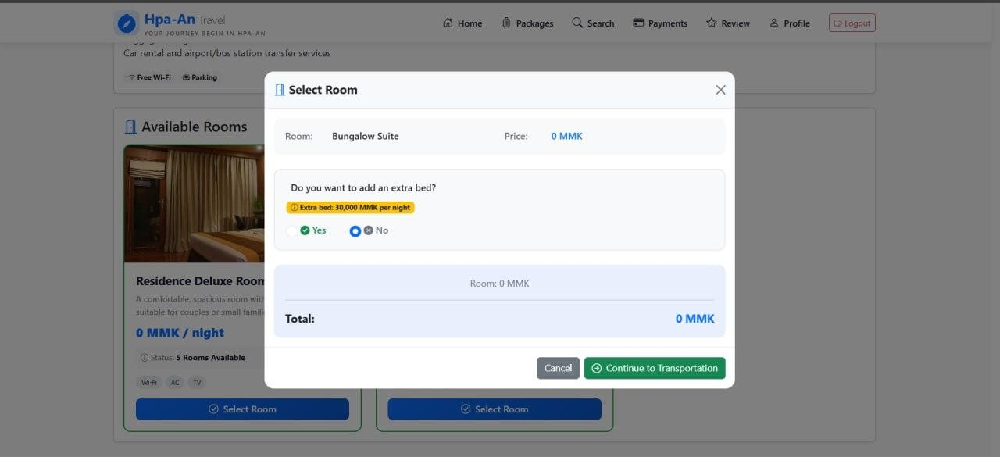 Hpa-An Travel
YOUR JOURNEY BEGIN IN HPA-AN
Home
Packages
Search
Payments
Review
Profile
Logout
Car rental and airport/bus station transfer services
Free Wi-Fi
Parking
Available Rooms
Select Room
Room: Bungalow Suite Price: 0 MMK
Do you want to add an extra bed?
Extra bed: 30,000 MMK per night
Yes No
Room: 0 MMK
Total: 0 MMK
Cancel
Continue to Transportation
Residence Deluxe Room
A comfortable, spacious room with
suitable for couples or small
0 MMK / night
Status: 5 Rooms Available
Wi-Fi AC TV
Select Room
Select Room